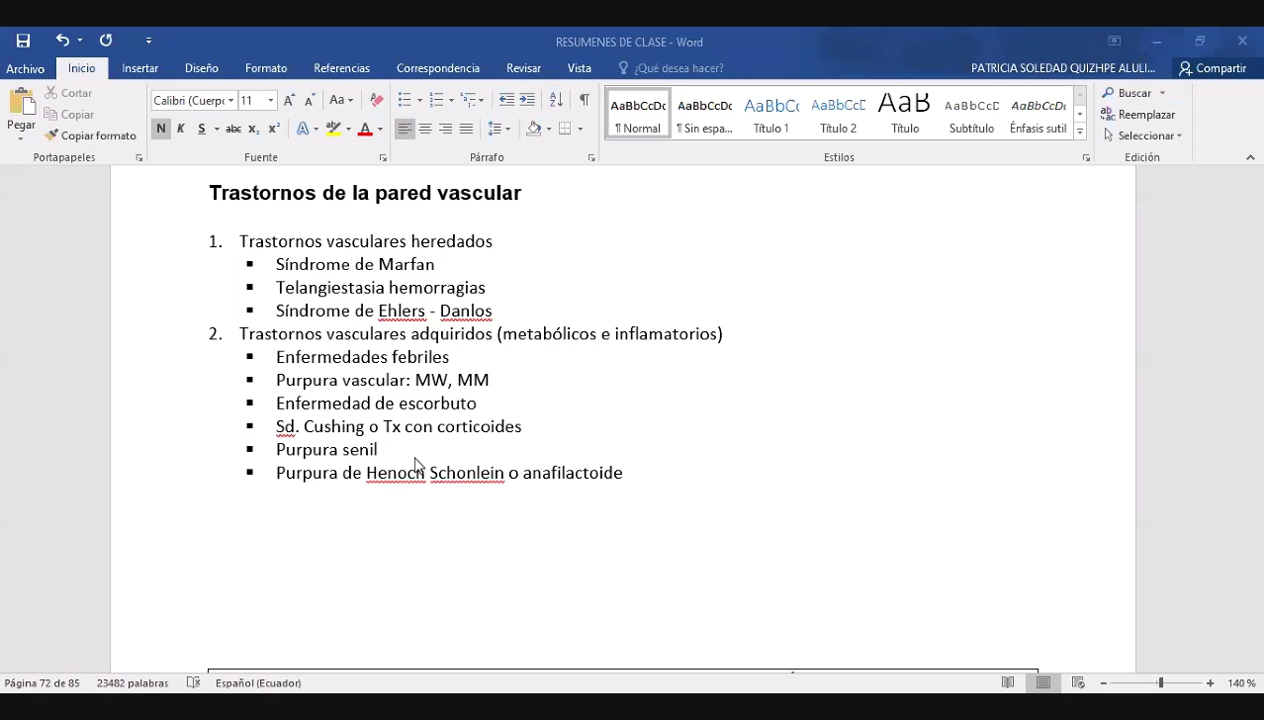 RESUMENES DE CLASE - Word
Archivo Inicio Insertar Diseño Formato Referencias Correspondencia Revisar Vista ¿Qué desea hacer? PATRICIA SOLEDAD QUIZHPE ALULI... Compartir
Pegar
Cortar
Copiar
Copiar formato
Portapapeles
Calibri (Cuerpo 11
N K S abc x₂ x² A A
Fuente
Párrafo
AaBbCcDc AaBbCcDc AaBbCc AaBbCcD AaB AaBbCcD AaBbCcDc
¶ Normal ¶ Sin espa... Título 1 Título 2 Título Subtítulo Énfasis sutil
Estilos
Buscar
Reemplazar
Seleccionar
Edición
Trastornos de la pared vascular
1. Trastornos vasculares heredados
▪ Síndrome de Marfan
▪ Telangiestasia hemorragias
▪ Síndrome de Ehlers - Danlos
2. Trastornos vasculares adquiridos (metabólicos e inflamatorios)
▪ Enfermedades febriles
▪ Purpura vascular: MW, MM
▪ Enfermedad de escorbuto
▪ Sd. Cushing o Tx con corticoides
▪ Purpura senil
▪ Purpura de Henoch Schonlein o anafilactoide
Página 72 de 85 23482 palabras Español (Ecuador) 140 %